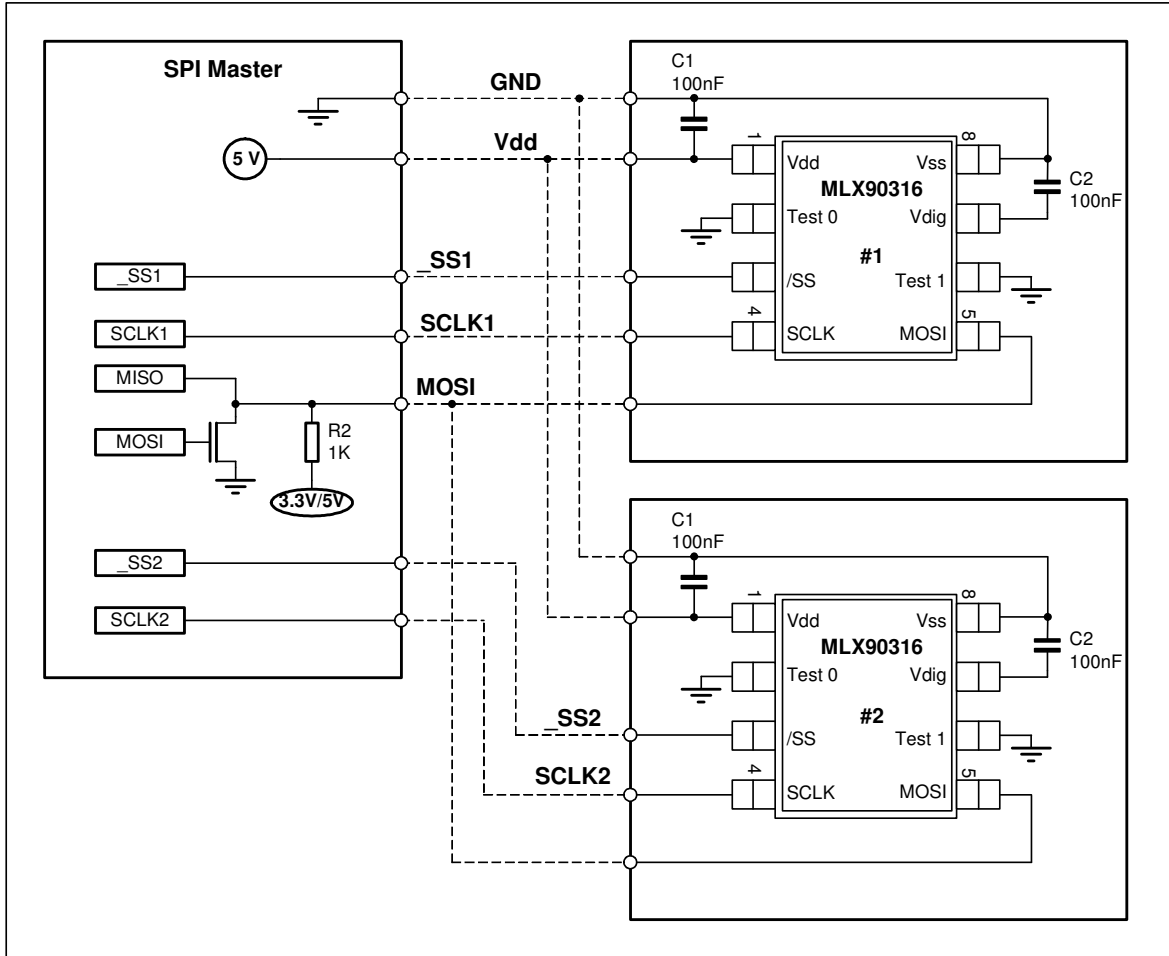 SPI Master
GND
5 V
Vdd
_SS1
_SS1
SCLK1
SCLK1
MISO
MOSI
MOSI
R2
1K
3.3V/5V
_SS2
SCLK2
_SS2
SCLK2
C1
100nF
1
8
Vdd
Vss
MLX90316
C2
100nF
Test 0
Vdig
#1
/SS
Test 1
4
5
SCLK
MOSI
C1
100nF
1
8
Vdd
Vss
MLX90316
C2
100nF
Test 0
Vdig
#2
/SS
Test 1
4
5
SCLK
MOSI